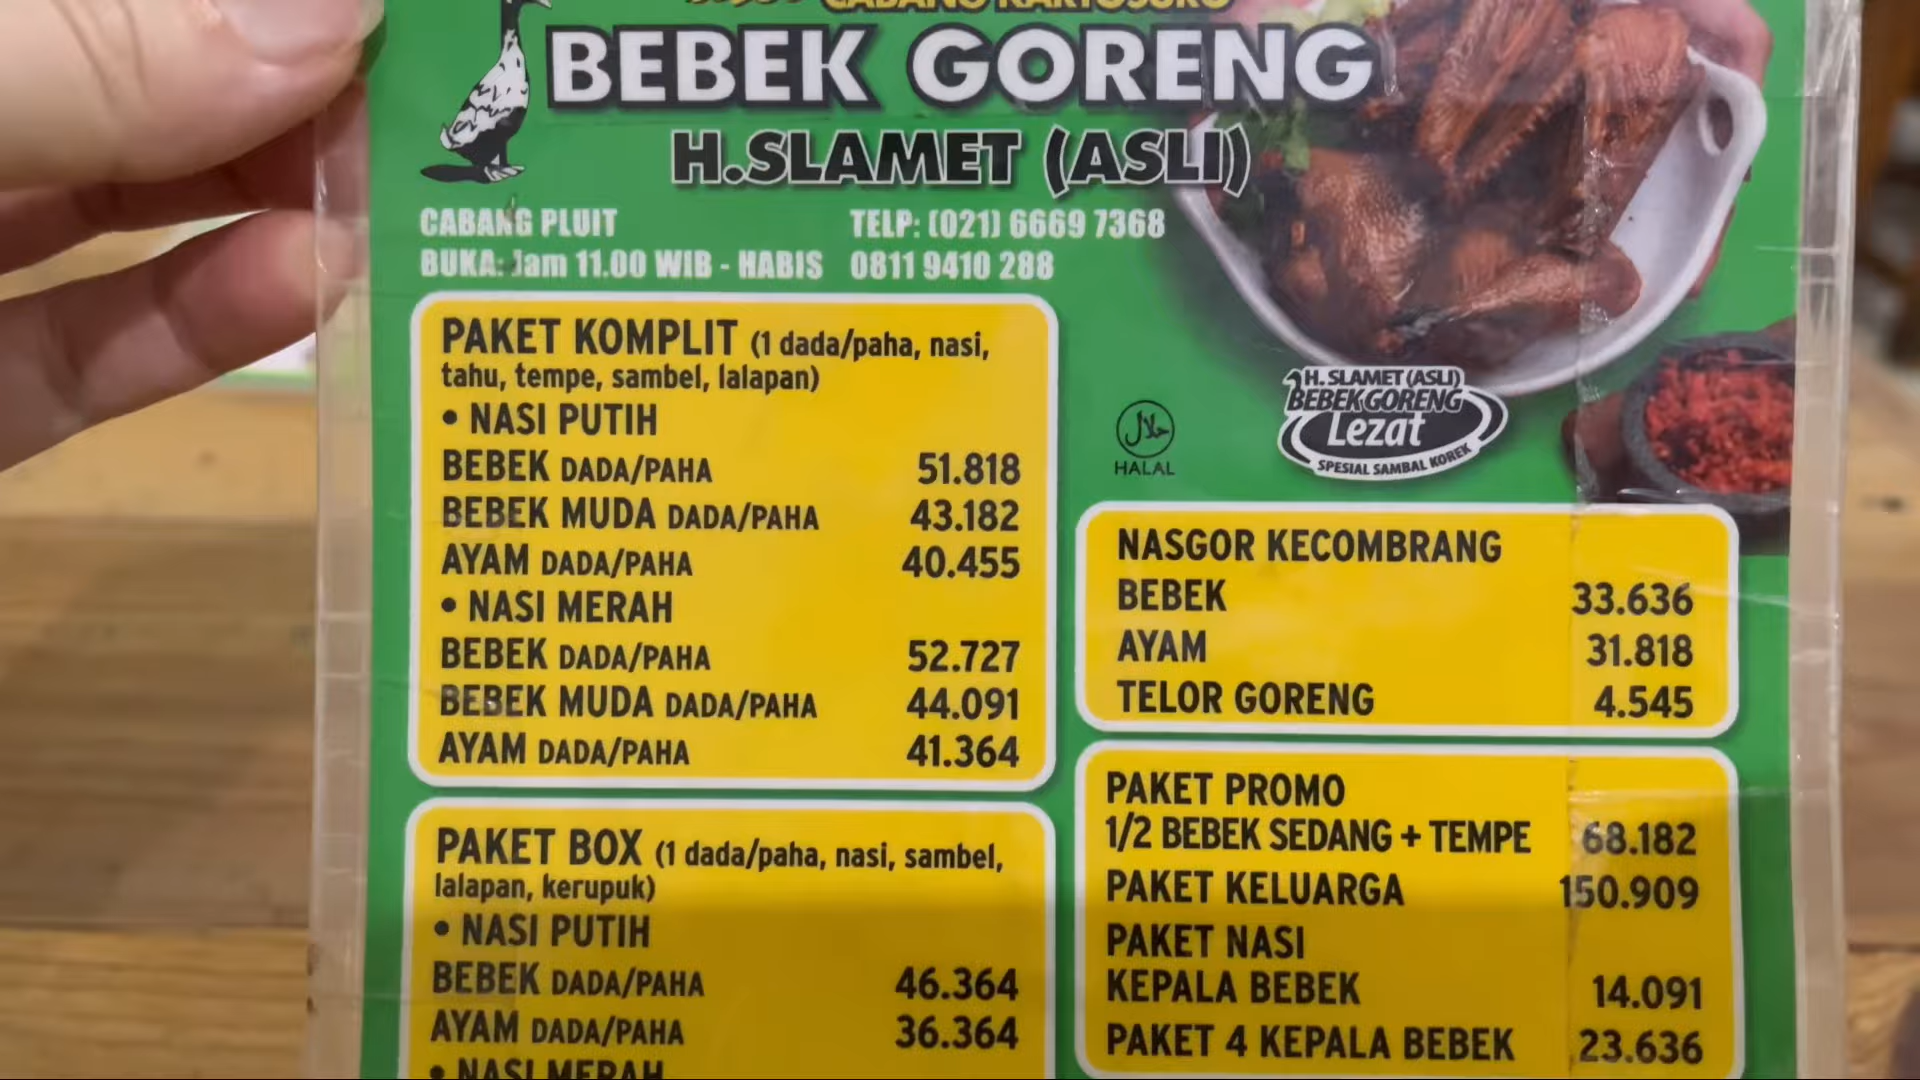 CABANG KARTOSURO
BEBEK GORENG
H.SLAMET (ASLI)
CABANG PLUIT
TELP: (021) 6669 7368
BUKA: Jam 11.00 WIB - HABIS
0811 9410 288
PAKET KOMPLIT (1 dada/paha, nasi,
tahu, tempe, sambel, lalapan)
• NASI PUTIH
BEBEK DADA/PAHA 51.818
BEBEK MUDA DADA/PAHA 43.182
AYAM DADA/PAHA 40.455
• NASI MERAH
BEBEK DADA/PAHA 52.727
BEBEK MUDA DADA/PAHA 44.091
AYAM DADA/PAHA 41.364
PAKET BOX (1 dada/paha, nasi, sambel,
lalapan, kerupuk)
• NASI PUTIH
BEBEK DADA/PAHA 46.364
AYAM DADA/PAHA 36.364
• NASI MERAH
حلال
HALAL
H. SLAMET (ASLI)
BEBEK GORENG
Lezat
SPESIAL SAMBAL KOREK
NASGOR KECOMBRANG
BEBEK 33.636
AYAM 31.818
TELOR GORENG 4.545
PAKET PROMO
1/2 BEBEK SEDANG + TEMPE 68.182
PAKET KELUARGA 150.909
PAKET NASI
KEPALA BEBEK 14.091
PAKET 4 KEPALA BEBEK 23.636